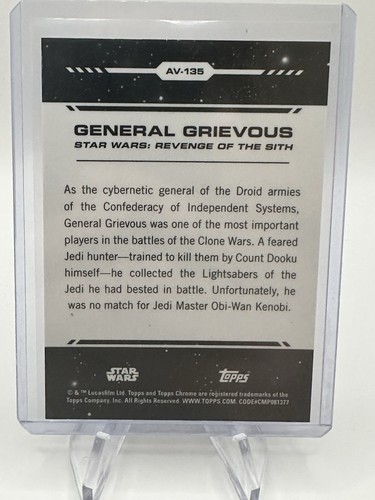 AV-135
GENERAL GRIEVOUS
STAR WARS: REVENGE OF THE SITH
As the cybernetic general of the Droid armies
of the Confederacy of Independent Systems,
General Grievous was one of the most important
players in the battles of the Clone Wars. A feared
Jedi hunter—trained to kill them by Count Dooku
himself—he collected the Lightsabers of the
Jedi he had bested in battle. Unfortunately, he
was no match for Jedi Master Obi-Wan Kenobi.
STAR WARS
Topps
© & ™ Lucasfilm Ltd. Topps and Topps Chrome are registered trademarks of the
Topps Company, Inc. All Rights Reserved. WWW.TOPPS.COM. CODE#CMP081377